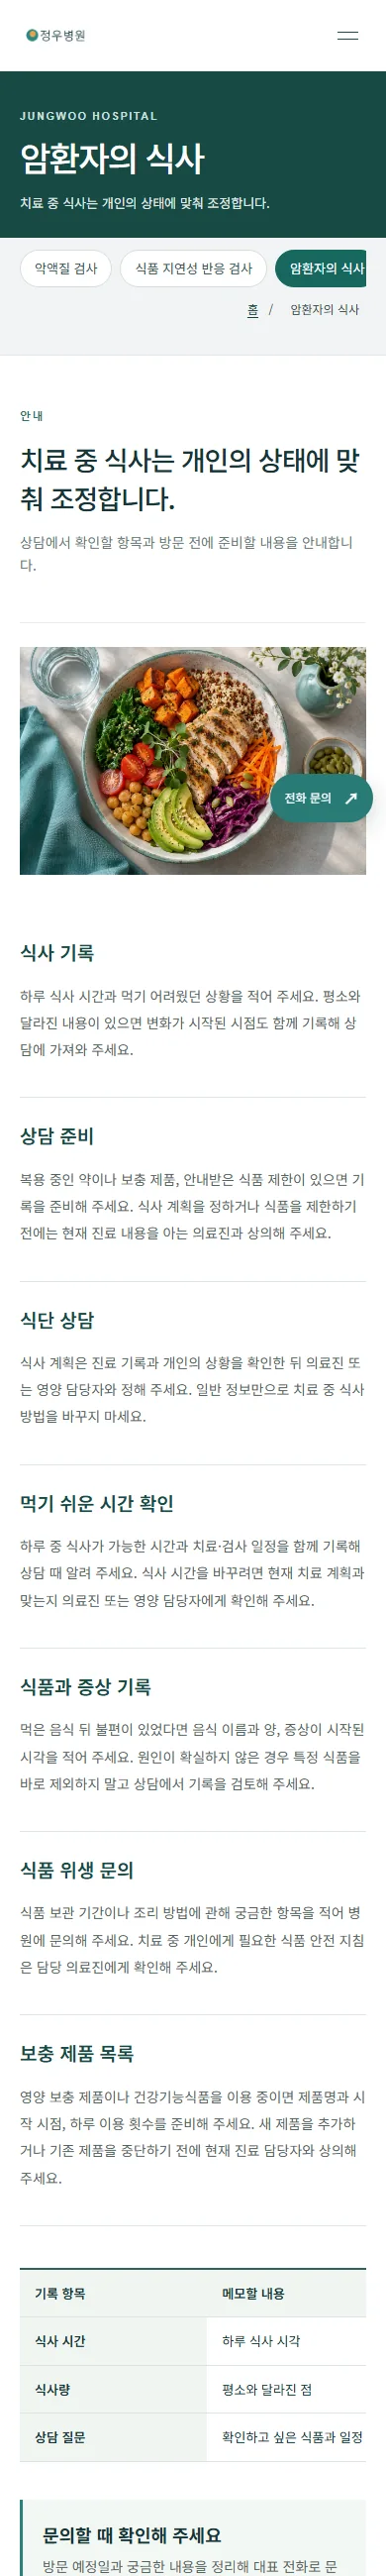 정우병원
JUNGWOO HOSPITAL
암환자의 식사
치료 중 식사는 개인의 상태에 맞춰 조정합니다.
악액질 검사
식품 지연성 반응 검사
암환자의 식사
홈 / 암환자의 식사
안내
치료 중 식사는 개인의 상태에 맞
춰 조정합니다.
상담에서 확인할 항목과 방문 전에 준비할 내용을 안내합니
다.
전화 문의
식사 기록
하루 식사 시간과 먹기 어려웠던 상황을 적어 주세요. 평소와
달라진 내용이 있으면 변화가 시작된 시점도 함께 기록해 상
담에 가져와 주세요.
상담 준비
복용 중인 약이나 보충 제품, 안내받은 식품 제한이 있으면 기
록을 준비해 주세요. 식사 계획을 정하거나 식품을 제한하기
전에는 현재 진료 내용을 아는 의료진과 상의해 주세요.
식단 상담
식사 계획은 진료 기록과 개인의 상황을 확인한 뒤 의료진 또
는 영양 담당자와 정해 주세요. 일반 정보만으로 치료 중 식사
방법을 바꾸지 마세요.
먹기 쉬운 시간 확인
하루 중 식사가 가능한 시간과 치료·검사 일정을 함께 기록해
상담 때 알려 주세요. 식사 시간을 바꾸려면 현재 치료 계획과
맞는지 의료진 또는 영양 담당자에게 확인해 주세요.
식품과 증상 기록
먹은 음식 뒤 불편이 있었다면 음식 이름과 양, 증상이 시작된
시각을 적어 주세요. 원인이 확실하지 않은 경우 특정 식품을
바로 제외하지 말고 상담에서 기록을 검토해 주세요.
식품 위생 문의
식품 보관 기간이나 조리 방법에 관해 궁금한 항목을 적어 병
원에 문의해 주세요. 치료 중 개인에게 필요한 식품 안전 지침
은 담당 의료진에게 확인해 주세요.
보충 제품 목록
영양 보충 제품이나 건강기능식품을 이용 중이면 제품명과 시
작 시점, 하루 이용 횟수를 준비해 주세요. 새 제품을 추가하
거나 기존 제품을 중단하기 전에 현재 진료 담당자와 상의해
주세요.
기록 항목 메모할 내용
식사 시간 하루 식사 시각
식사량 평소와 달라진 점
상담 질문 확인하고 싶은 식품과 일정
문의할 때 확인해 주세요
방문 예정일과 궁금한 내용을 정리해 대표 전화로 문